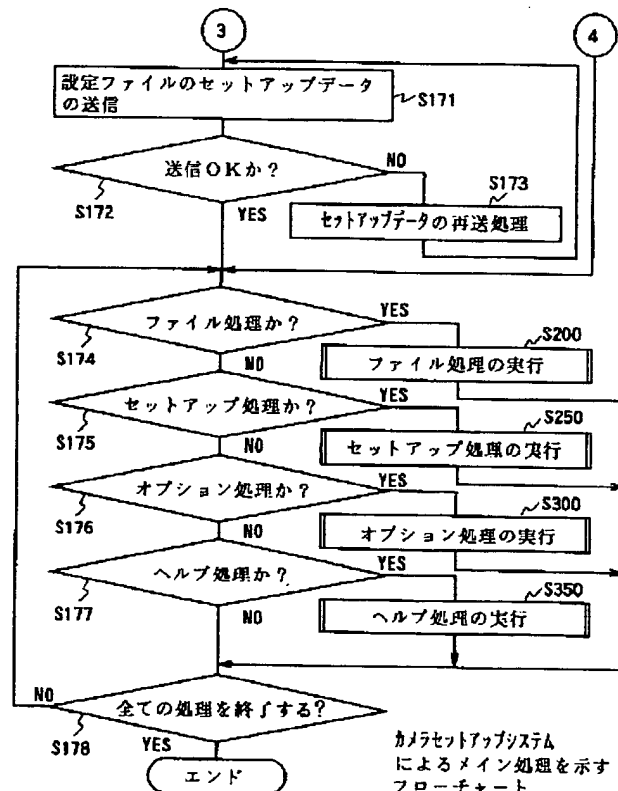 3
4
設定ファイルのセットアップデータ
の送信
S171
送信OKか?
NO
S172
YES
S173
セットアップデータの再送処理
ファイル処理か?
YES
S174
NO
S200
ファイル処理の実行
セットアップ処理か?
YES
S175
NO
S250
セットアップ処理の実行
オプション処理か?
YES
S176
NO
S300
オプション処理の実行
ヘルプ処理か?
YES
S177
NO
S350
ヘルプ処理の実行
NO
全ての処理を終了する?
S178
YES
エンド
カメラセットアップシステム
によるメイン処理を示す
フローチャート